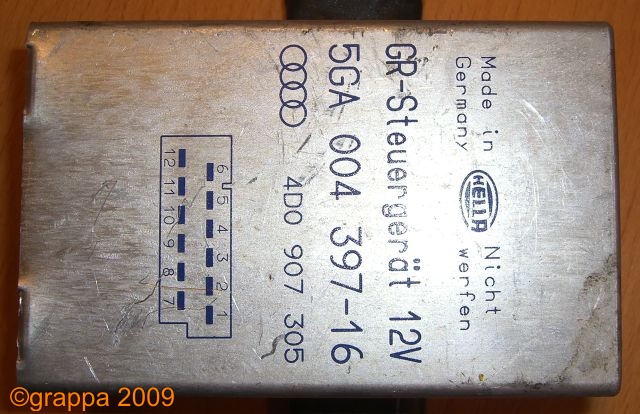 Made in
Germany
HELLA
Nicht
werfen
GR-Steuergerät 12V
5GA 004 397-16
4D0 907 305
6 5 4 3 2 1
12 11 10 9 8 7
©grappa 2009